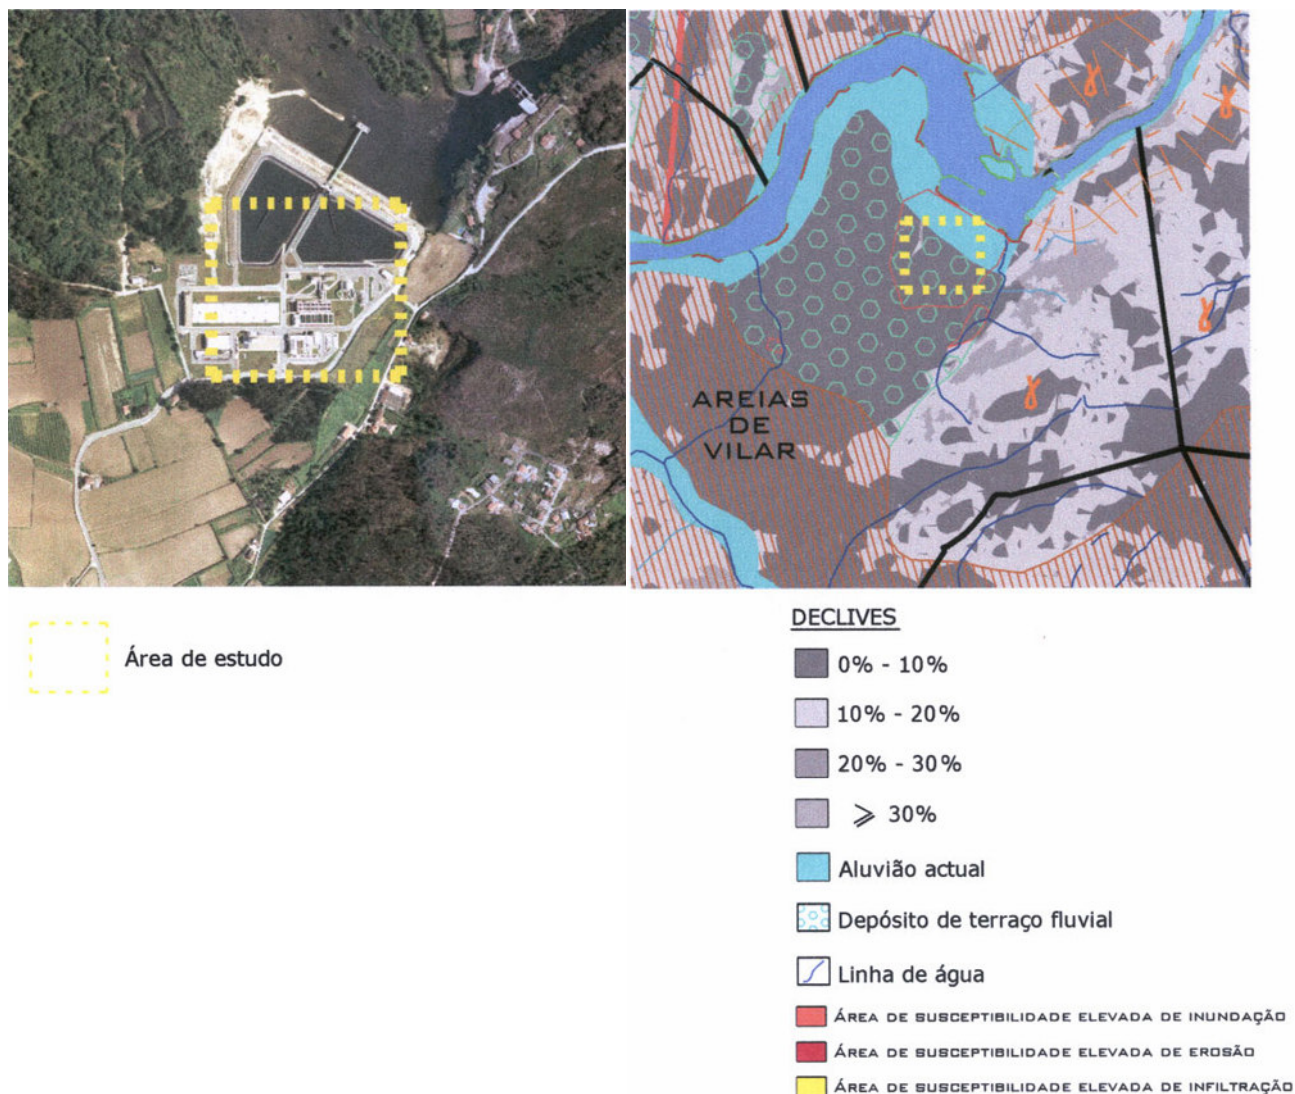 AREIAS
DE
VILAR
Área de estudo
DECLIVES
0% - 10%
10% - 20%
20% - 30%
⩾ 30%
Aluvião actual
Depósito de terraço fluvial
Linha de água
ÁREA DE SUSCEPTIBILIDADE ELEVADA DE INUNDAÇÃO
ÁREA DE SUSCEPTIBILIDADE ELEVADA DE EROSÃO
ÁREA DE SUSCEPTIBILIDADE ELEVADA DE INFILTRAÇÃO